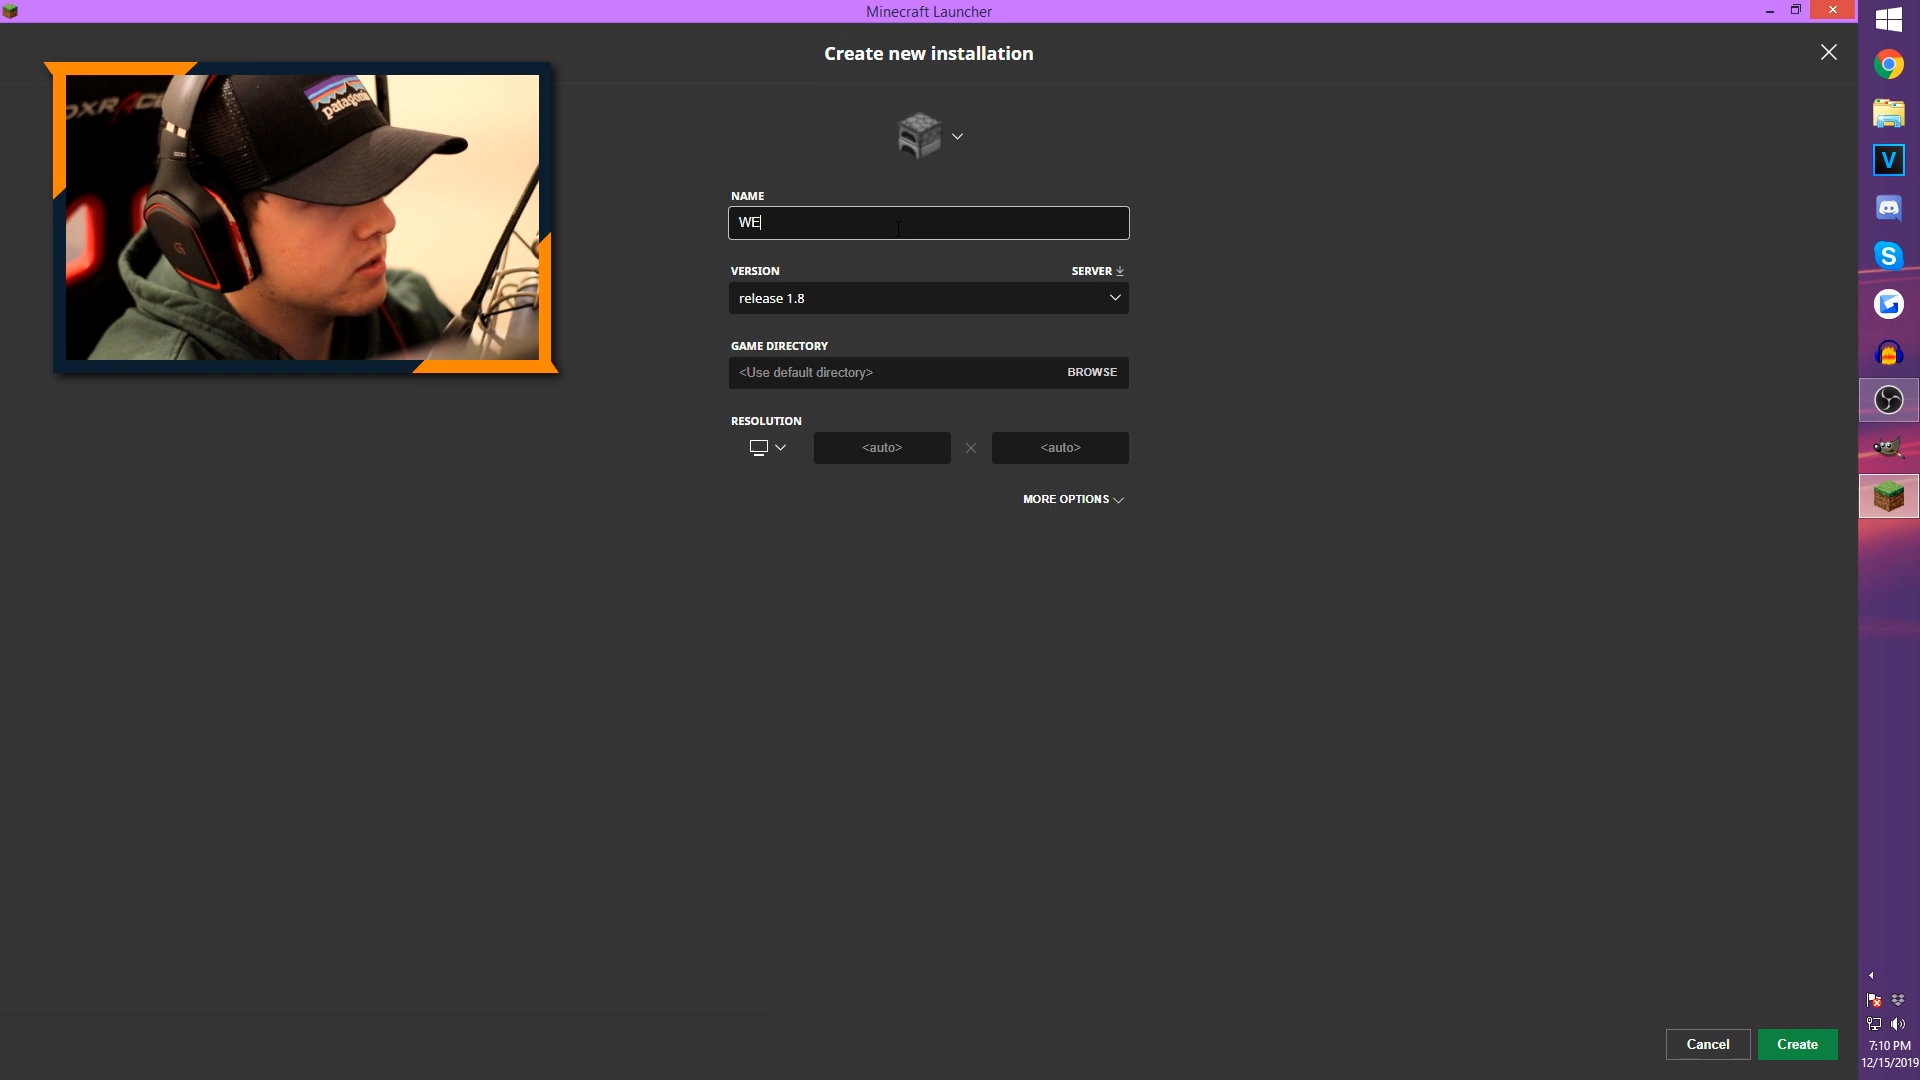 Minecraft Launcher
Create new installation
DXRACE
patagonia
G
NAME
WE
VERSION
SERVER
release 1.8
GAME DIRECTORY
<Use default directory>
BROWSE
RESOLUTION
<auto>
<auto>
MORE OPTIONS
V
S
Cancel
Create
7:10 PM
12/15/2019